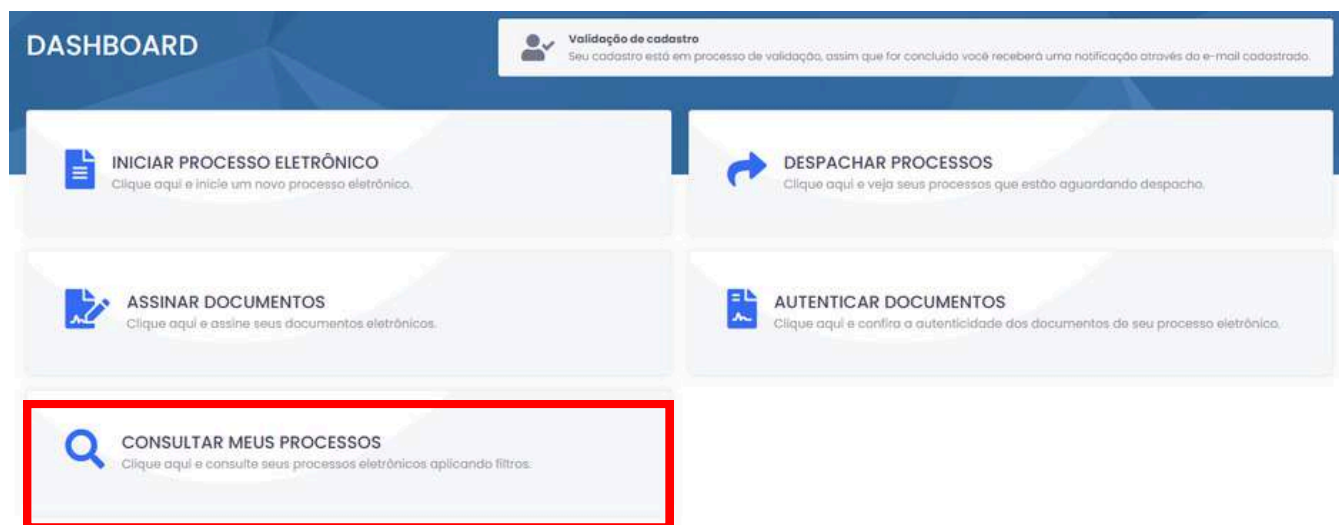 DASHBOARD
Validação de cadastro
Seu cadastro está em processo de validação, assim que for concluído você receberá uma notificação através do e-mail cadastrado.
INICIAR PROCESSO ELETRÔNICO
Clique aqui e inicie um novo processo eletrônico.
DESPACHAR PROCESSOS
Clique aqui e veja seus processos que estão aguardando despacho.
ASSINAR DOCUMENTOS
Clique aqui e assine seus documentos eletrônicos.
AUTENTICAR DOCUMENTOS
Clique aqui e confira a autenticidade dos documentos de seu processo eletrônico.
CONSULTAR MEUS PROCESSOS
Clique aqui e consulte seus processos eletrônicos aplicando filtros.